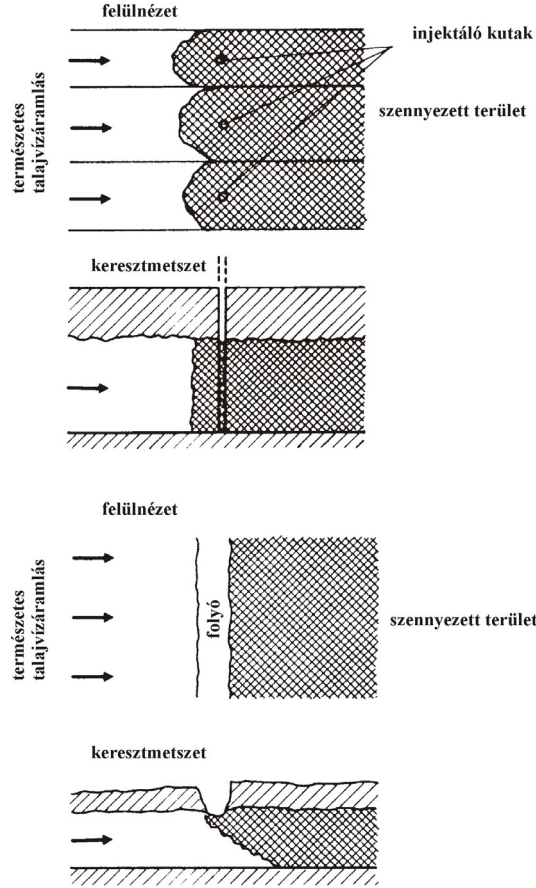 felülnézet
injektáló kutak
szennyezett terület
természetes
talajvízáramlás
keresztmetszet
felülnézet
természetes
talajvízáramlás
folyó
szennyezett terület
keresztmetszet